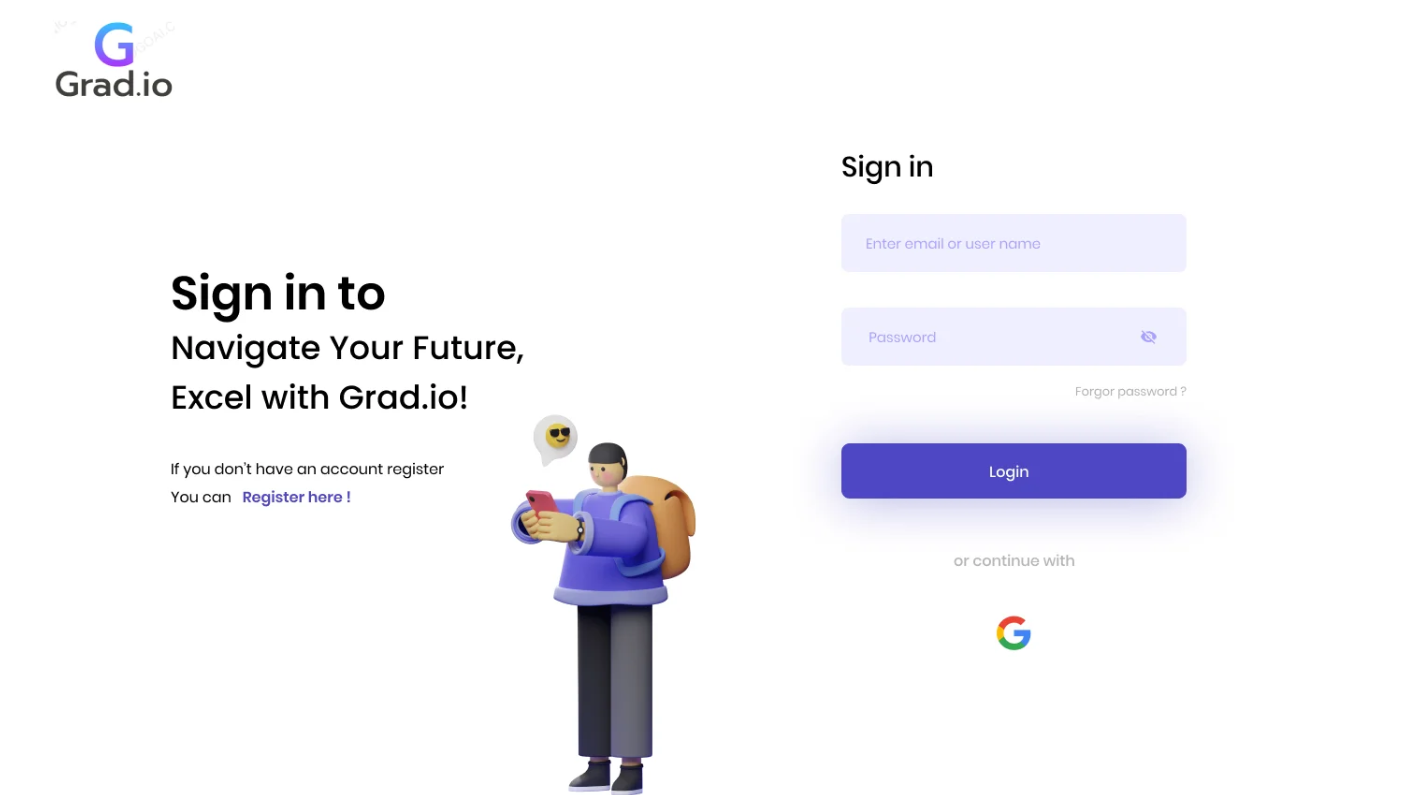 G
Grad.io
Sign in to
Navigate Your Future,
Excel with Grad.io!
If you don't have an account register
You can Register here !
Sign in
Enter email or user name
Password
Forgor password ?
Login
or continue with
G